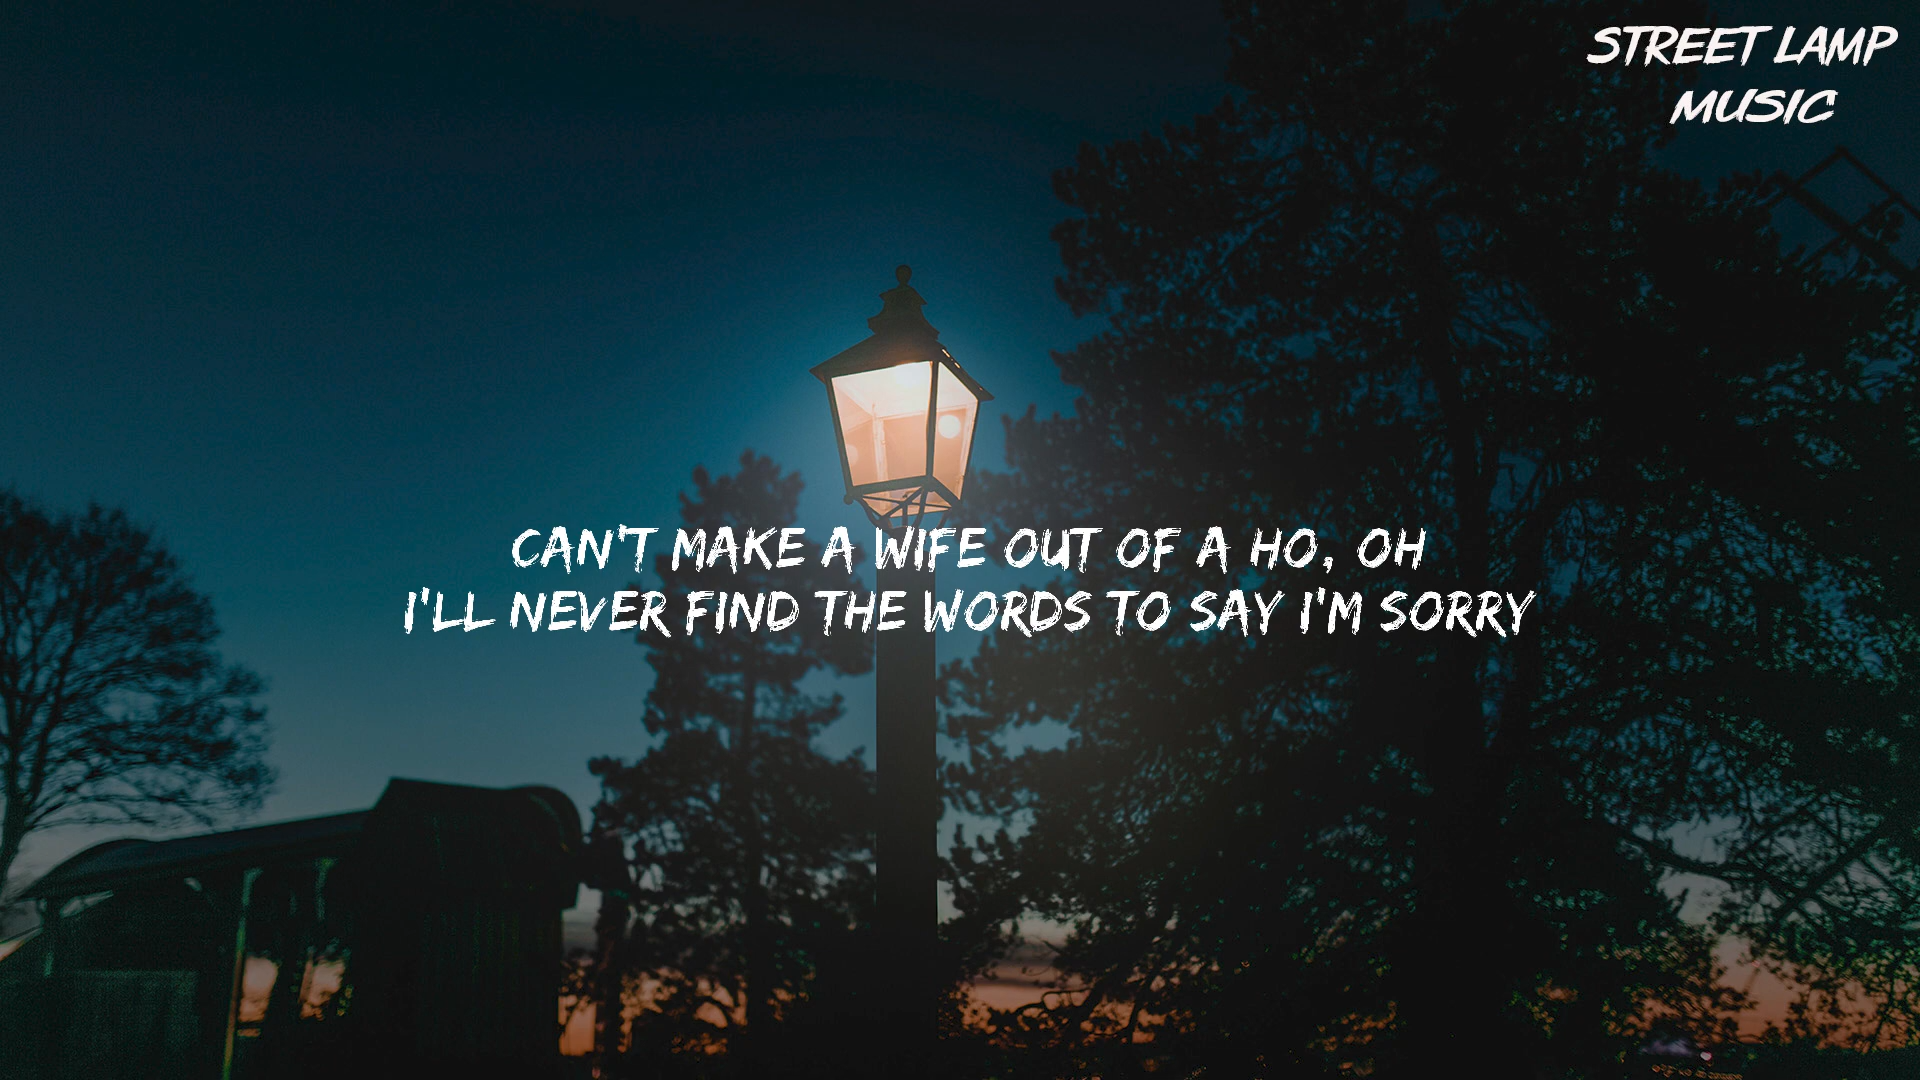 STREET LAMP
MUSIC
CAN'T MAKE A WIFE OUT OF A HO, OH
I'LL NEVER FIND THE WORDS TO SAY I'M SORRY